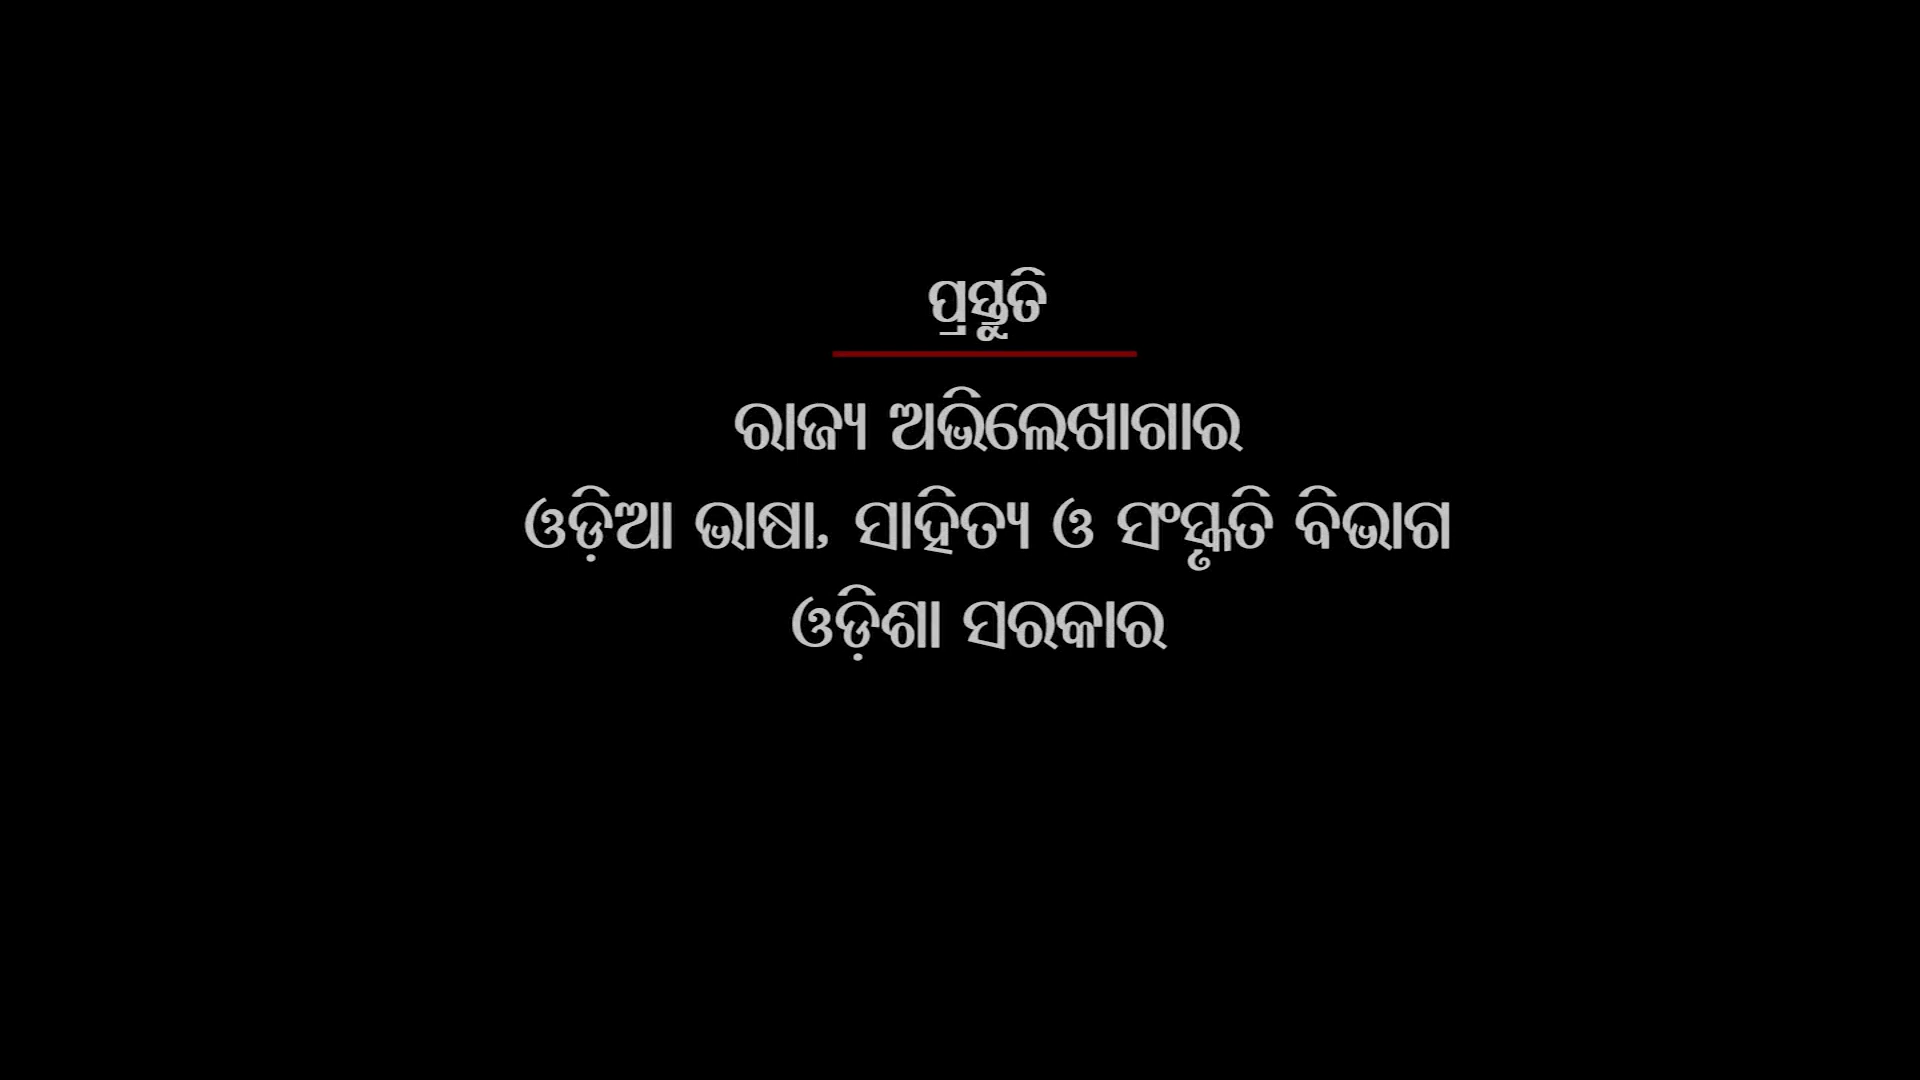 ପ୍ରସ୍ତୁତି
ରାଜ୍ୟ ଅଭିଲେଖାଗାର
ଓଡ଼ିଆ ଭାଷା, ସାହିତ୍ୟ ଓ ସଂସ୍କୃତି ବିଭାଗ
ଓଡ଼ିଶା ସରକାର